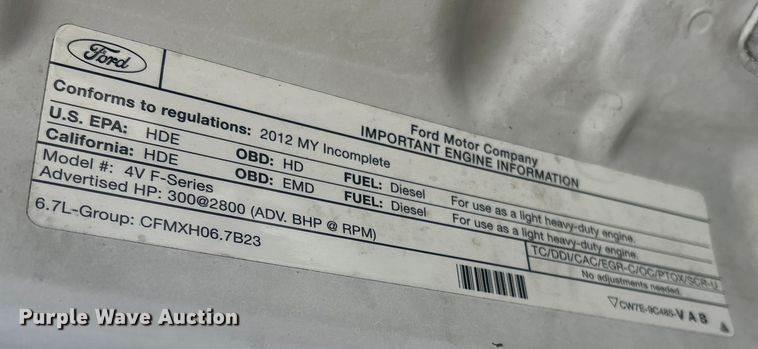 Ford
Ford Motor Company
IMPORTANT ENGINE INFORMATION
Conforms to regulations: 2012 MY Incomplete
U.S. EPA: HDE OBD: HD FUEL: Diesel For use as a light heavy-duty engine.
California: HDE OBD: EMD FUEL: Diesel For use as a light heavy-duty engine.
Model #: 4V F-Series
Advertised HP: 300@2800 (ADV. BHP @ RPM)
TC/DDI/CAC/EGR-C/OC/PTOX/SCR-U
No adjustments needed.
6.7L-Group: CFMXH06.7B23
CW7E-9C485-VAB
Purple Wave Auction